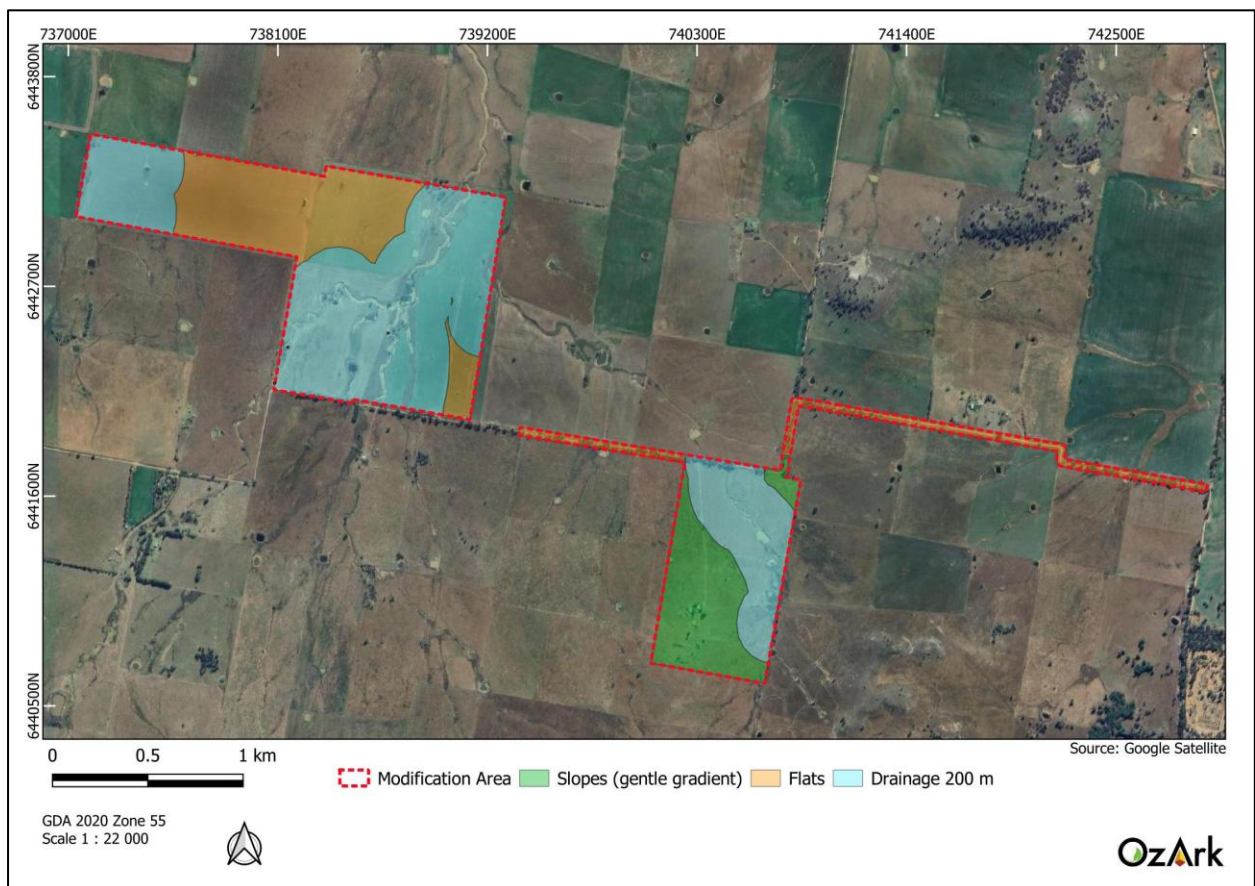 737000E 738100E 739200E 740300E 741400E 742500E
6443800N
6442700N
6441600N
6440500N
Source: Google Satellite
0 0.5 1 km
Modification Area Slopes (gentle gradient) Flats Drainage 200 m
GDA 2020 Zone 55
Scale 1 : 22 000
OzArk